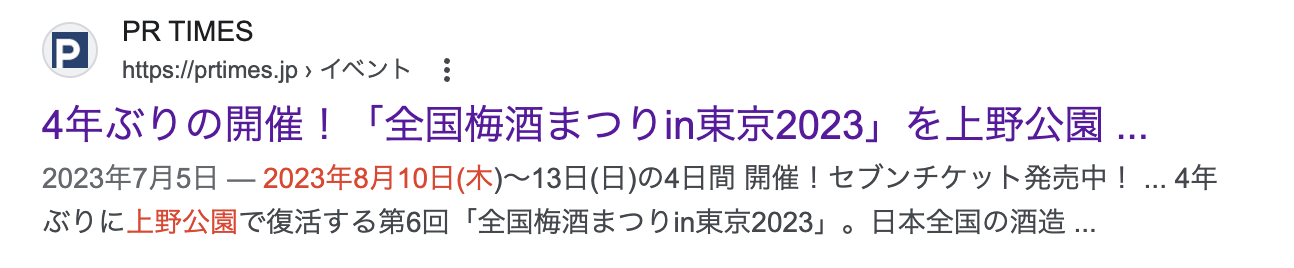 PR TIMES
https://prtimes.jp › イベント
4年ぶりの開催！「全国梅酒まつりin東京2023」を上野公園 ...
2023年7月5日 — 2023年8月10日(木)〜13日(日)の4日間 開催！セブンチケット発売中！ ... 4年
ぶりに上野公園で復活する第6回「全国梅酒まつりin東京2023」。日本全国の酒造 ...